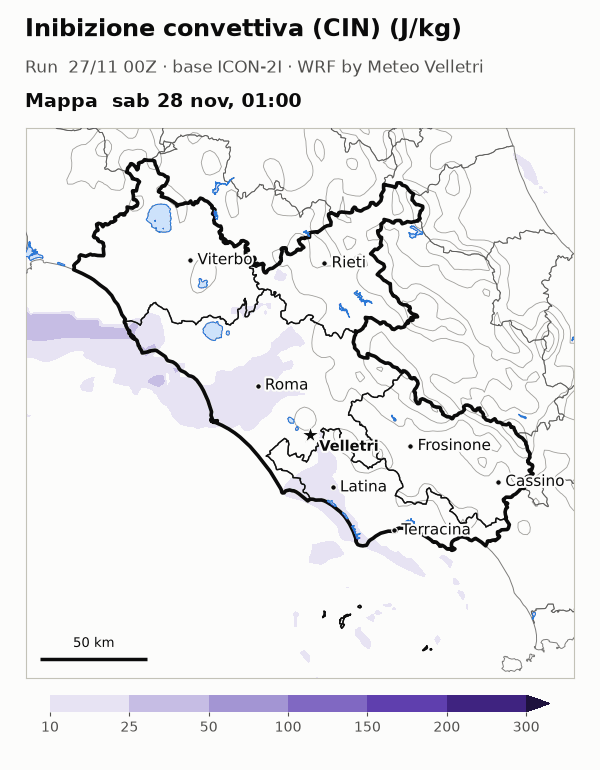 Inibizione convettiva (CIN) (J/kg)
Run  27/11 00Z · base ICON-2I · WRF by Meteo Velletri
Mappa  sab 28 nov, 01:00
Viterbo
Rieti
Roma
Velletri
Frosinone
Cassino
Latina
Terracina
50 km
10 25 50 100 150 200 300